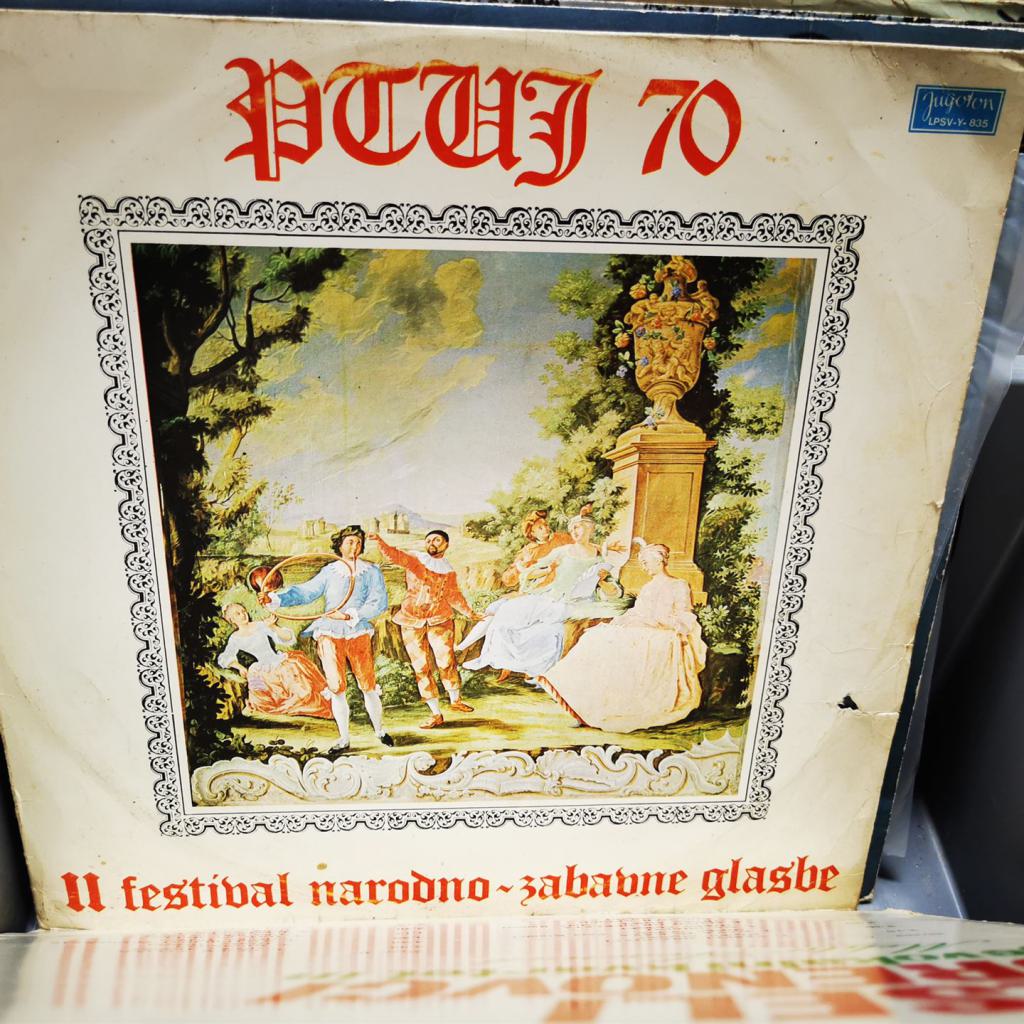 PTUJ 70
Jugoton
LPSV-Y-835
II festival narodno-zabavne glasbe